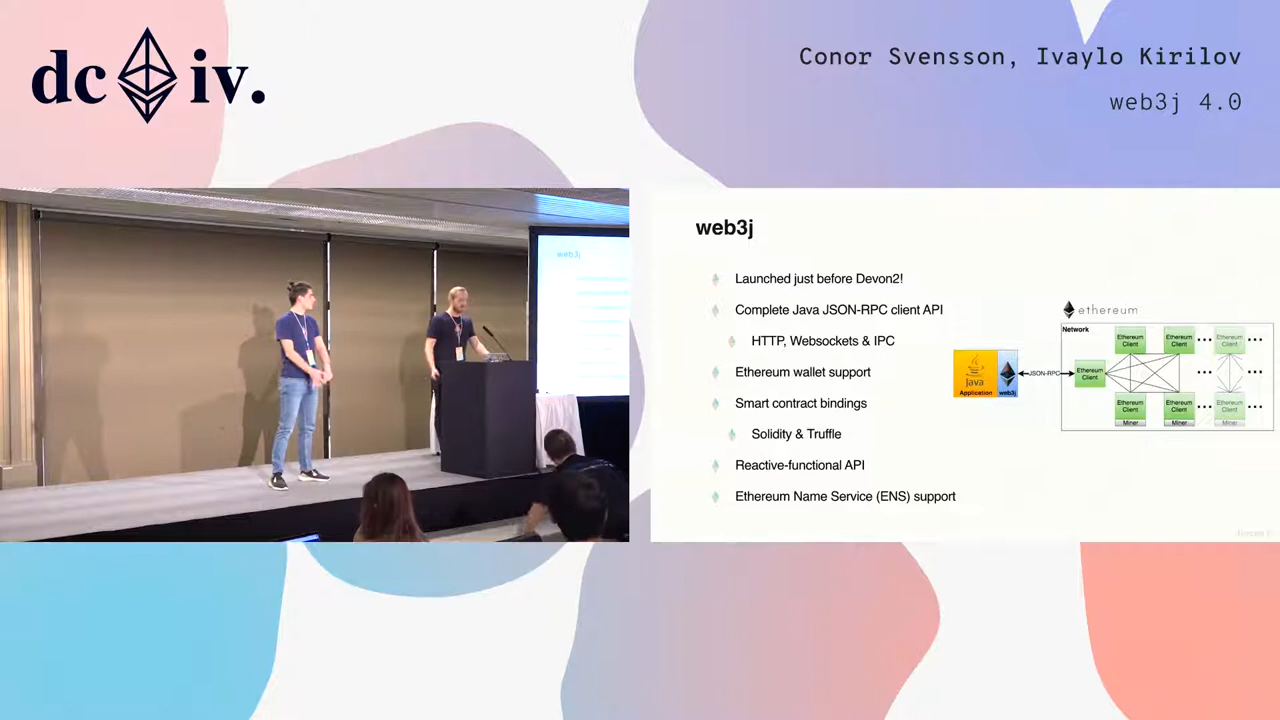 dc iv.
Conor Svensson, Ivaylo Kirilov
web3j 4.0
web3j
web3j
Launched just before Devon2!
Complete Java JSON-RPC client API
HTTP, Websockets & IPC
Ethereum wallet support
Smart contract bindings
Solidity & Truffle
Reactive-functional API
Ethereum Name Service (ENS) support
ethereum
Network
Ethereum Client
Ethereum Client
Ethereum Client
Java
Application
web3j
JSON-RPC
Ethereum Client
Ethereum Client
Miner
Ethereum Client
Miner
Ethereum Client